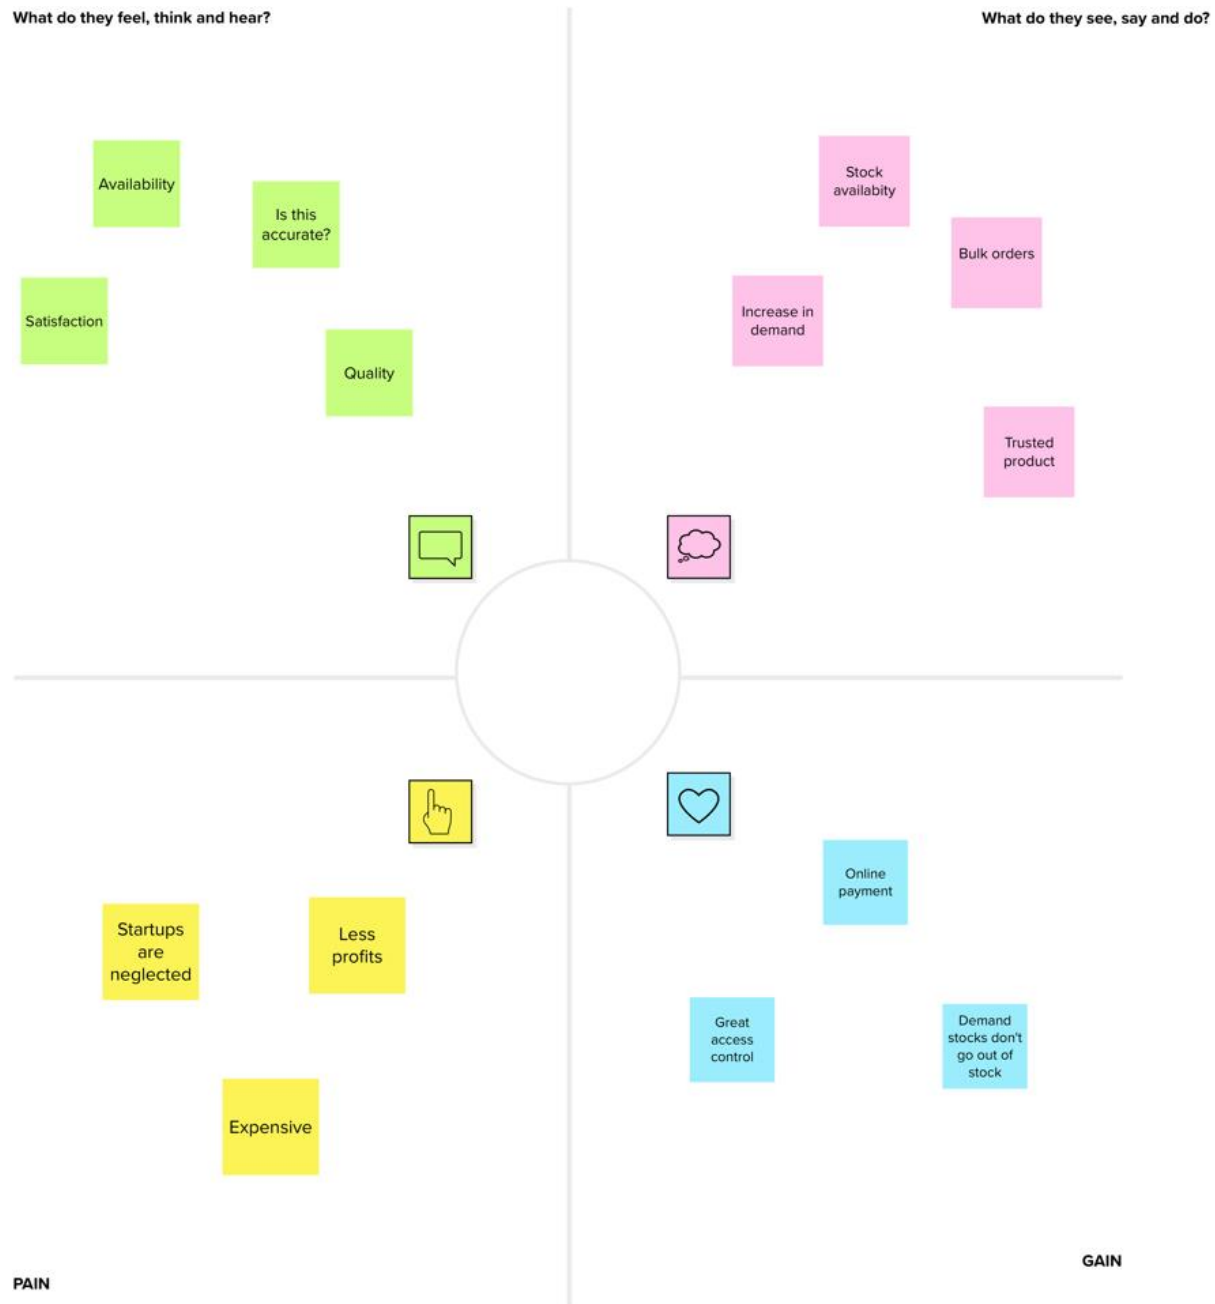 What do they feel, think and hear?
What do they see, say and do?
Availability
Is this
accurate?
Satisfaction
Quality
Stock
availabity
Bulk orders
Increase in
demand
Trusted
product
Startups
are
neglected
Less
profits
Expensive
PAIN
Online
payment
Great
access
control
Demand
stocks don't
go out of
stock
GAIN